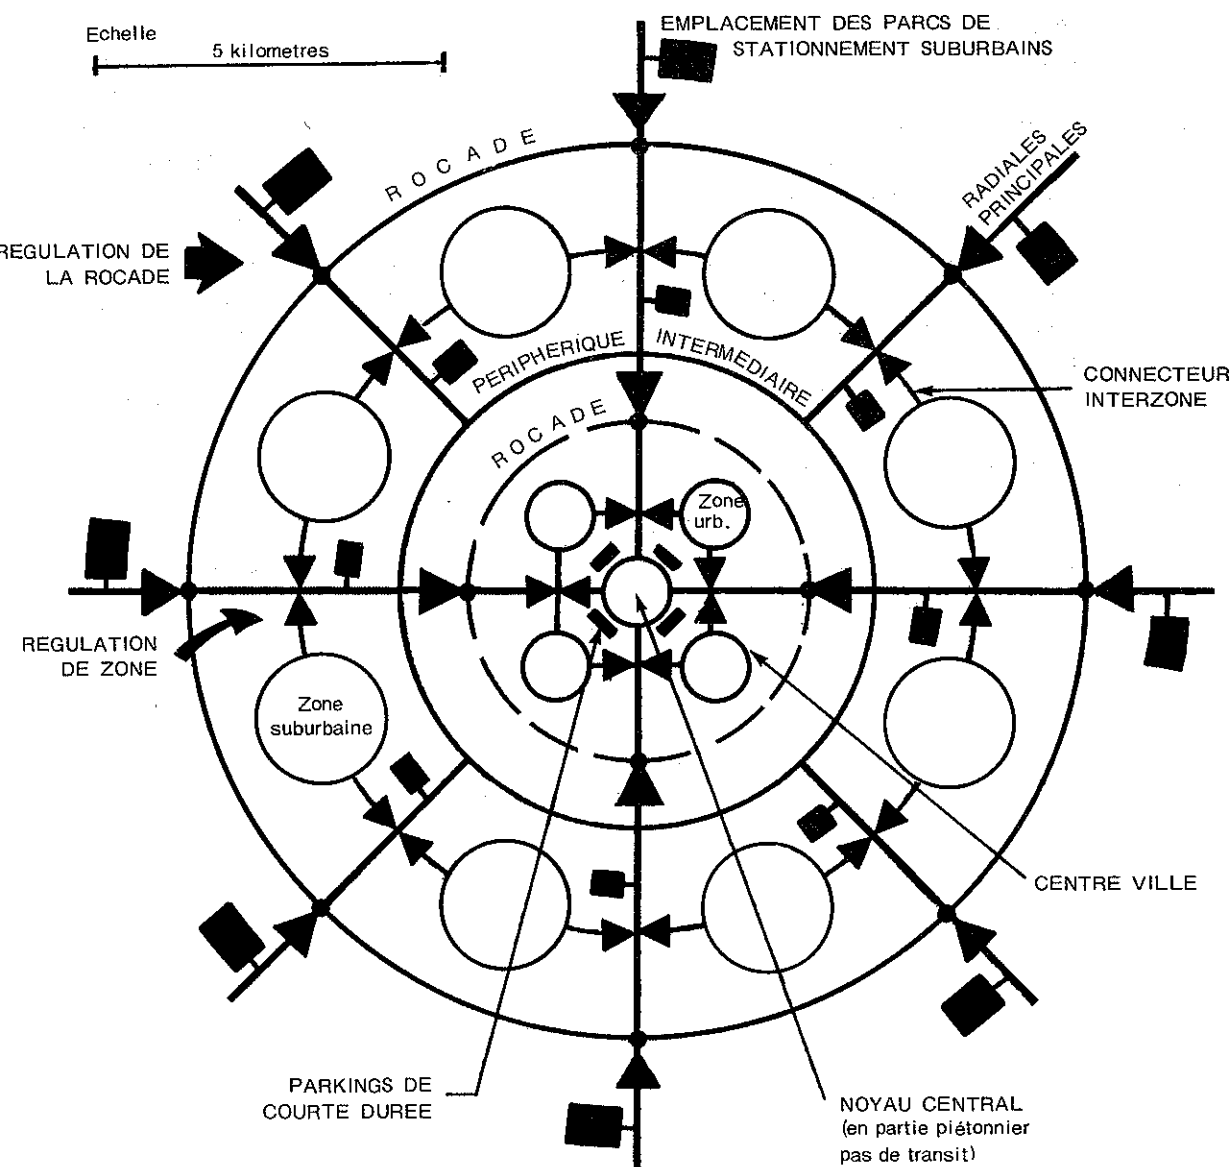 Echelle
5 kilometres
EMPLACEMENT DES PARCS DE
STATIONNEMENT SUBURBAINS
ROCADE
RADIALES
PRINCIPALES
REGULATION DE
LA ROCADE
PERIPHERIQUE INTERMEDIAIRE
CONNECTEUR
INTERZONE
ROCADE
Zone
urb.
REGULATION
DE ZONE
Zone
suburbaine
CENTRE VILLE
PARKINGS DE
COURTE DUREE
NOYAU CENTRAL
(en partie piétonnier
pas de transit)